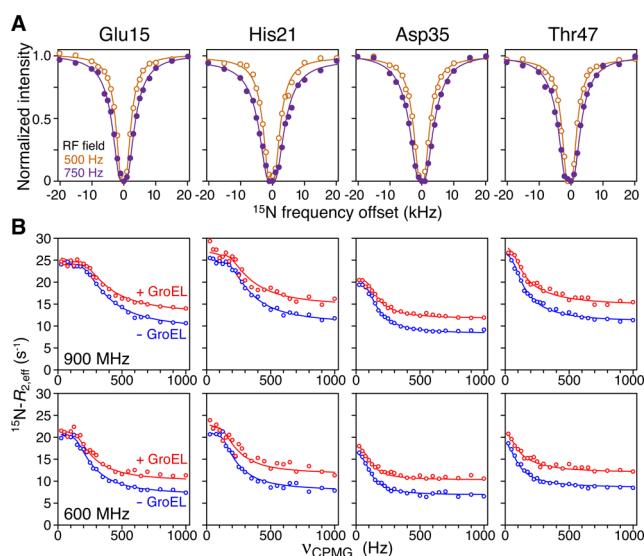 A
Glu15 His21 Asp35 Thr47
Normalized intensity
1.0
0.5
0
RF field
500 Hz
750 Hz
-20 -10 0 10 20 -20 -10 0 10 20 -20 -10 0 10 20 -20 -10 0 10 20
¹⁵N frequency offset (kHz)
B
¹⁵N-R₂,eff (s⁻¹)
30
25
20
15
10
5
0
+ GroEL
− GroEL
900 MHz
0 500 1000 0 500 1000 0 500 1000 0 500 1000
30
25
20
15
10
5
0
+ GroEL
− GroEL
600 MHz
0 500 1000 0 500 1000 0 500 1000 0 500 1000
νCPMG (Hz)